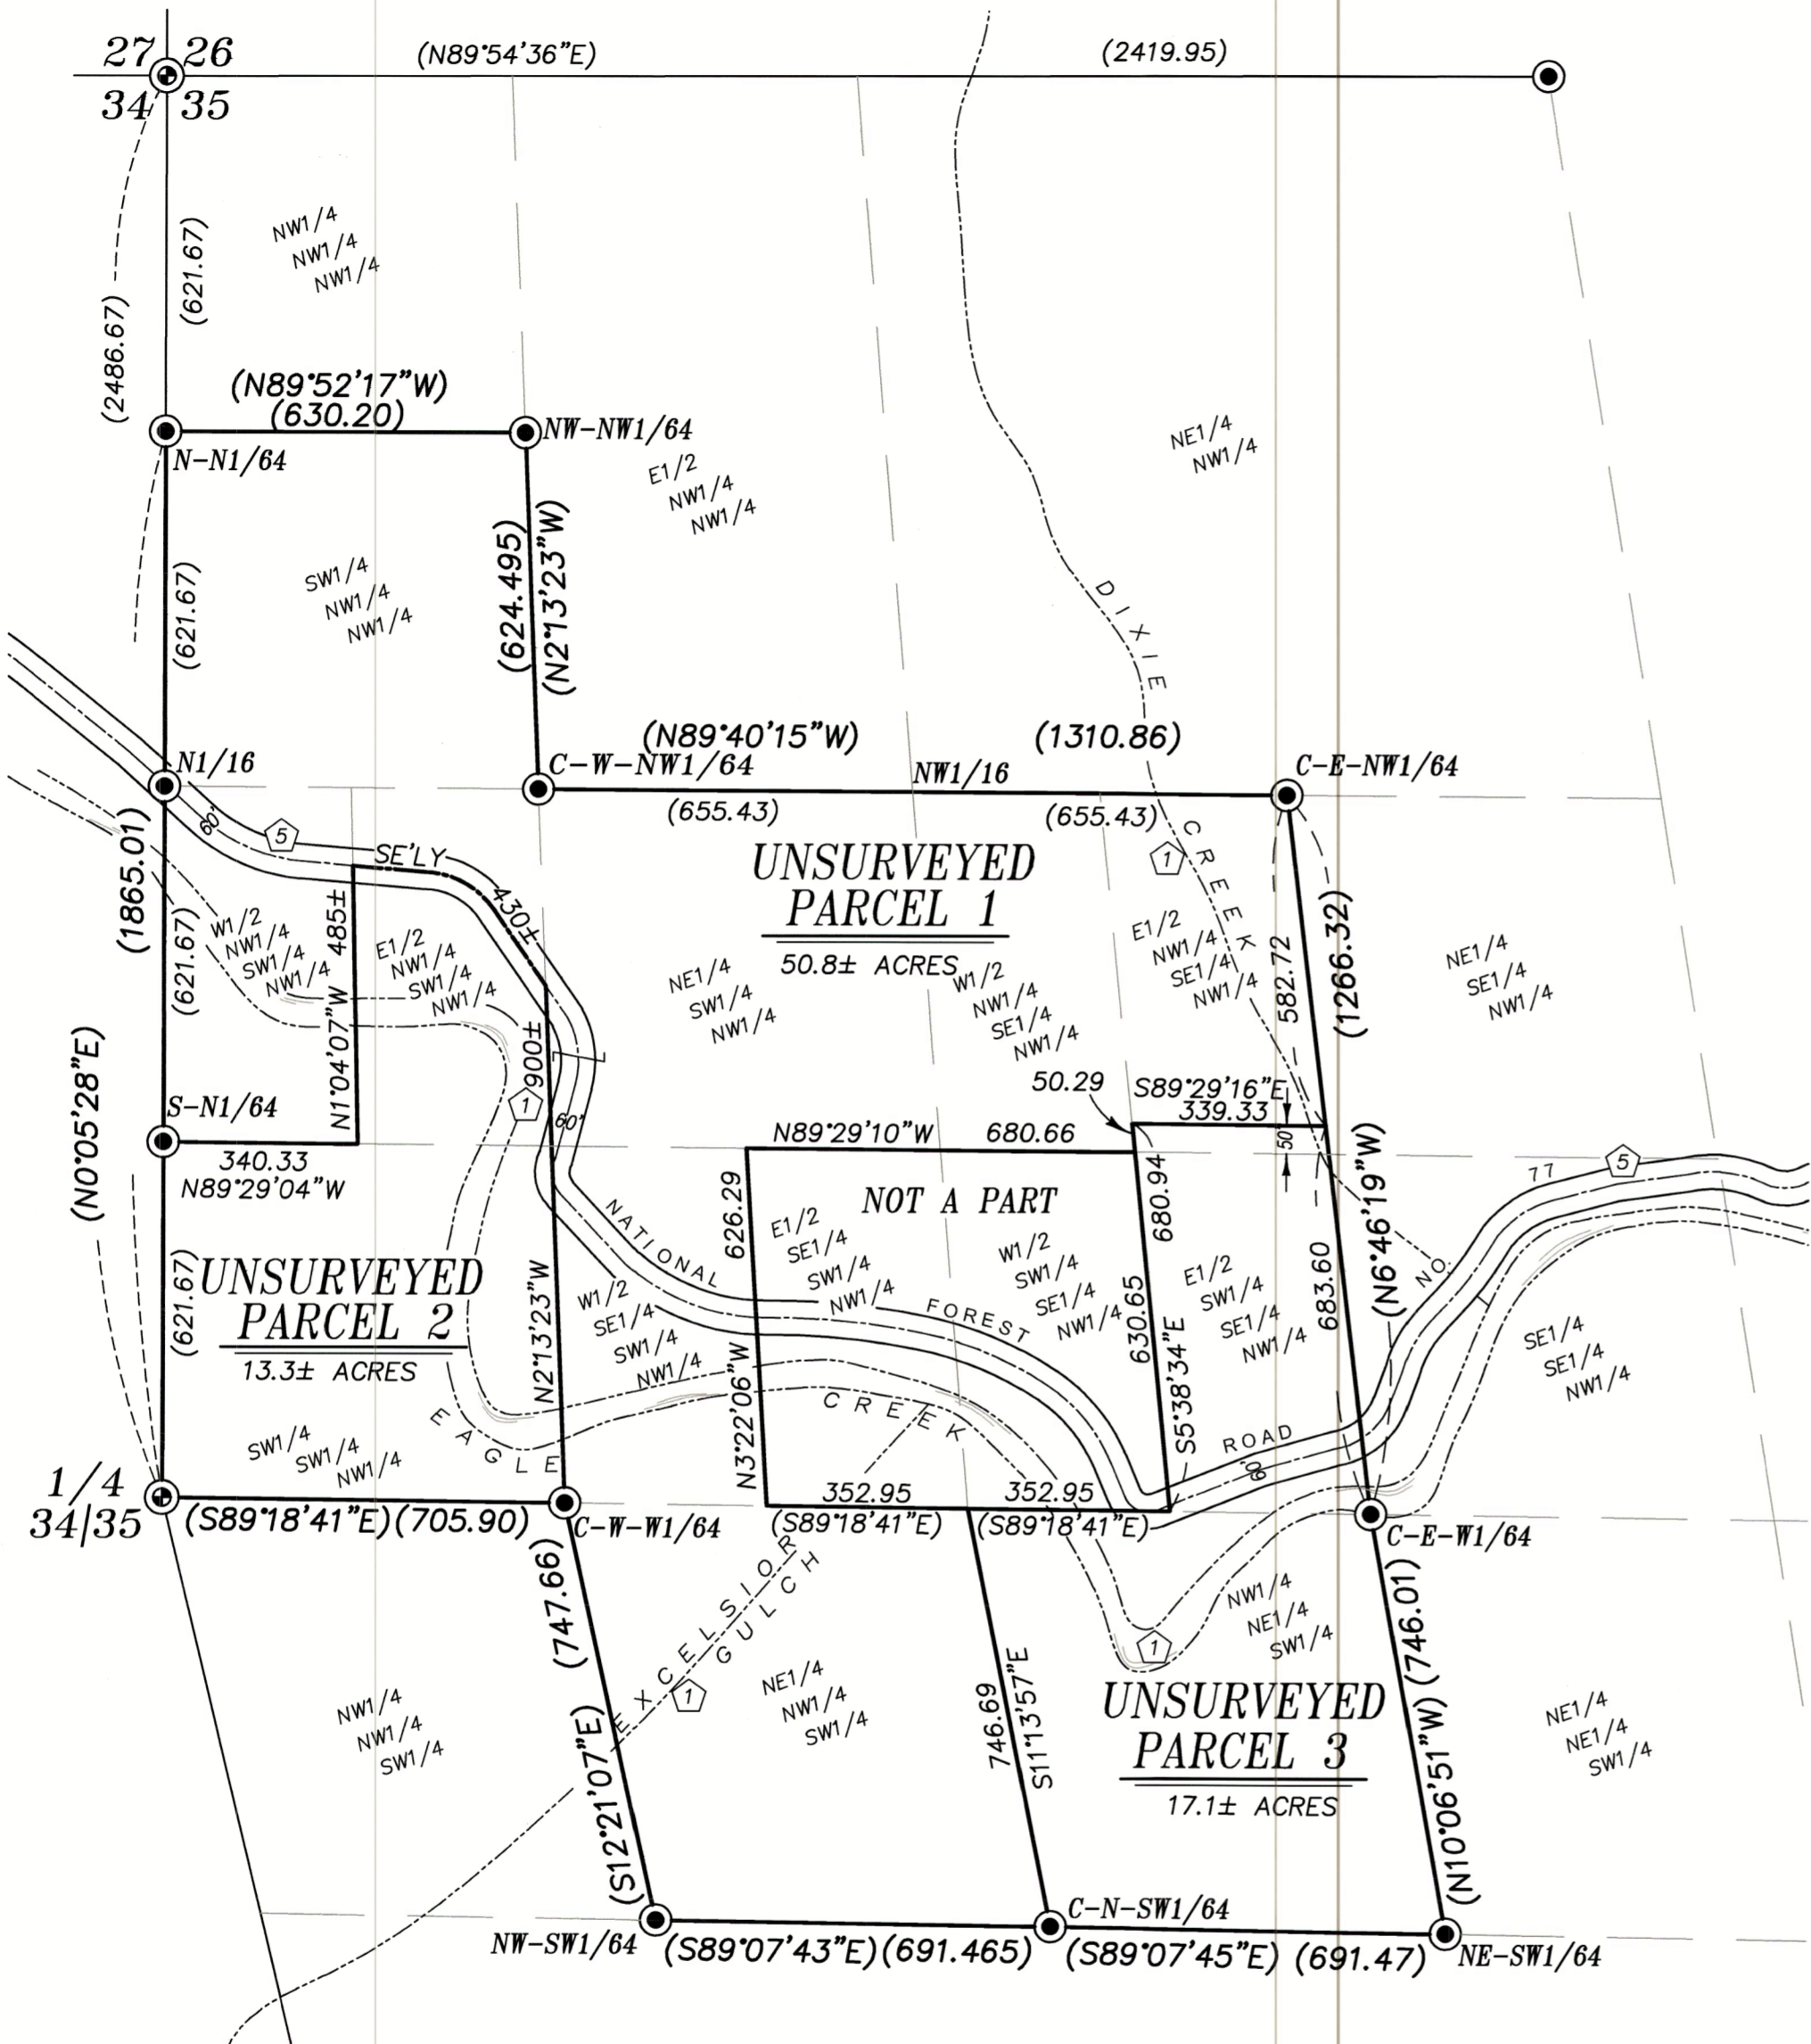 27 26
34 35
(N89°54'36"E)
(2419.95)
(2486.67)
(621.67)
NW1/4
NW1/4
NW1/4
(N89°52'17"W)
(630.20)
N-N1/64
NW-NW1/64
E1/2
NW1/4
NW1/4
NE1/4
NW1/4
(621.67)
SW1/4
NW1/4
NW1/4
(624.495)
(N2°13'23"W)
DIXIE
CREEK
1
N1/16
(N89°40'15"W)
(1310.86)
C-W-NW1/64
NW1/16
C-E-NW1/64
(655.43)
(655.43)
60'
5
SE'LY
430±
UNSURVEYED
PARCEL 1
50.8± ACRES
(1865.01)
(621.67)
W1/2
NW1/4
SW1/4
NW1/4
N1°04'07"W 485±
E1/2
NW1/4
SW1/4
NW1/4
NE1/4
SW1/4
NW1/4
W1/2
NW1/4
SE1/4
NW1/4
E1/2
NW1/4
SE1/4
NW1/4
582.72
(1266.32)
NE1/4
SE1/4
NW1/4
(N0°05'28"E)
S-N1/64
340.33
N89°29'04"W
900±
1
60'
50.29
S89°29'16"E
339.33
50'
N89°29'10"W 680.66
NOT A PART
626.29
N3°22'06"W
E1/2
SE1/4
SW1/4
NW1/4
W1/2
SW1/4
SE1/4
NW1/4
680.94
630.65
S5°38'34"E
E1/2
SW1/4
SE1/4
NW1/4
683.60
(N6°46'19"W)
NATIONAL FOREST ROAD NO. 77
5
60'
SE1/4
SE1/4
NW1/4
(621.67)
UNSURVEYED
PARCEL 2
13.3± ACRES
N2°13'23"W
W1/2
SE1/4
SW1/4
NW1/4
SW1/4
SW1/4
NW1/4
EAGLE
CREEK
1/4
34|35
(S89°18'41"E)(705.90)
C-W-W1/64
352.95
352.95
(S89°18'41"E)
(S89°18'41"E)
C-E-W1/64
(747.66)
(S12°21'07"E)
EXCELSIOR
GULCH
1
NW1/4
NW1/4
SW1/4
NE1/4
NW1/4
SW1/4
746.69
S11°13'57"E
1
NW1/4
NE1/4
SW1/4
UNSURVEYED
PARCEL 3
17.1± ACRES
(N10°06'51"W) (746.01)
NE1/4
NE1/4
SW1/4
NW-SW1/64
(S89°07'43"E)(691.465)
C-N-SW1/64
(S89°07'45"E) (691.47)
NE-SW1/64